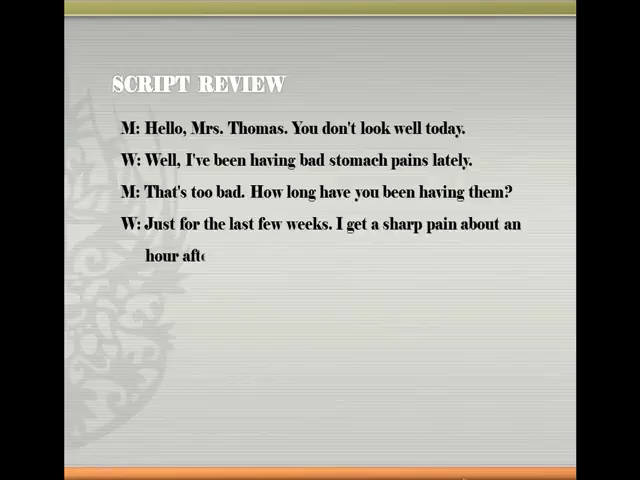 SCRIPT REVIEW
M: Hello, Mrs. Thomas. You don't look well today.
W: Well, I've been having bad stomach pains lately.
M: That's too bad. How long have you been having them?
W: Just for the last few weeks. I get a sharp pain about an
hour afte